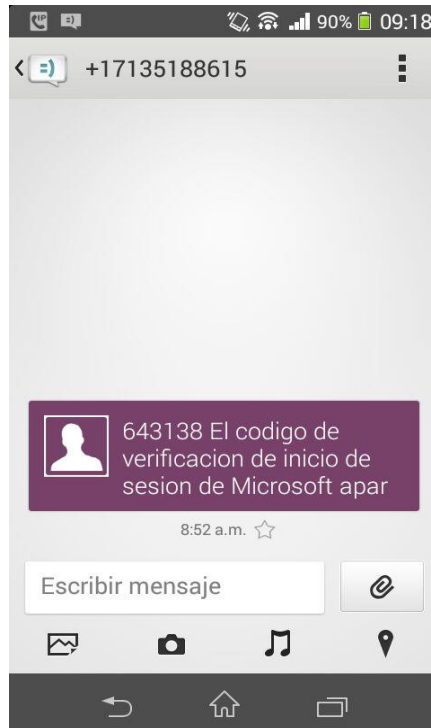 90% 09:18
+17135188615
643138 El codigo de
verificacion de inicio de
sesion de Microsoft apar
8:52 a.m.
Escribir mensaje